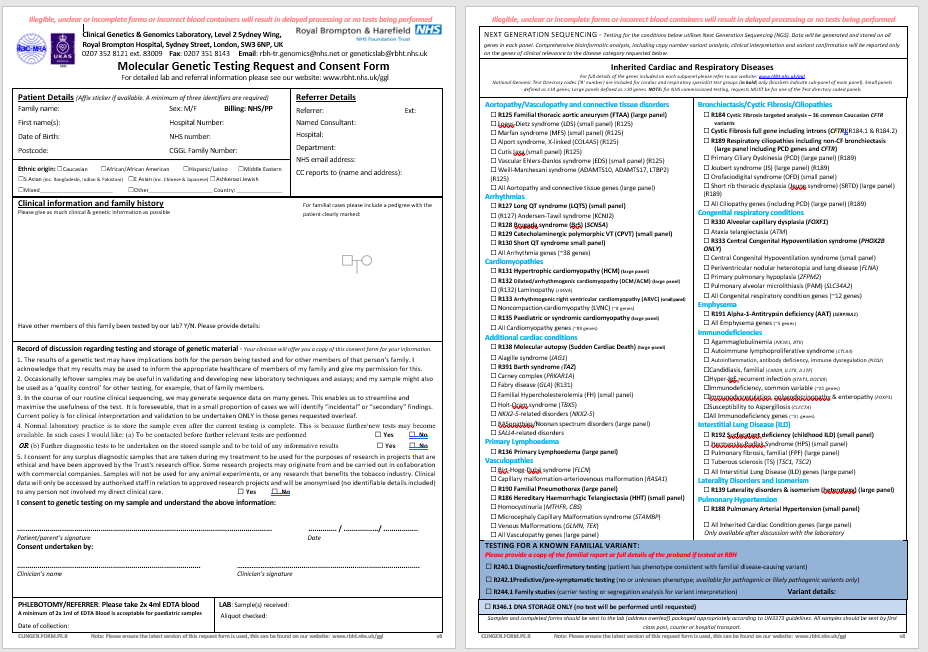 Illegible, unclear or incomplete forms or incorrect blood containers will result in delayed processing or no tests being performed
Clinical Genetics & Genomics Laboratory, Level 2 Sydney Wing,
Royal Brompton Hospital, Sydney Street, London, SW3 6NP, UK
0207 352 8121 ext. 83009 Fax: 0207 351 8143 Email: rbh-tr.genomics@nhs.net or geneticslab@rbht.nhs.uk
Royal Brompton & Harefield
NHS Foundation Trust
ilac-MRA
UKAS
Molecular Genetic Testing Request and Consent Form
For detailed lab and referral information please see our website: www.rbht.nhs.uk/ggl
Patient Details (Affix sticker if available. A minimum of three identifiers are required)
Family name: Sex: M/F Billing: NHS/PP
First name(s): Hospital Number:
Date of Birth: NHS number:
Postcode: CGGL Family Number:
Referrer Details
Referrer: Ext:
Named Consultant:
Hospital:
Department:
NHS email address:
CC reports to (name and address):
Ethnic origin: ☐Caucasian ☐African/African American ☐Hispanic/Latino ☐Middle Eastern
☐S Asian (inc. Bangladeshi, Indian & Pakistani) ☐E Asian (inc. Chinese & Japanese) ☐Ashkenazi Jewish
☐Mixed ☐Other Country:
Clinical information and family history
Please give as much clinical & genetic information as possible
For familial cases please include a pedigree with the
patient clearly marked:
Have other members of this family been tested by our lab? Y/N. Please provide details:
Record of discussion regarding testing and storage of genetic material - Your clinician will offer you a copy of this consent form for your information.
1. The results of a genetic test may have implications both for the person being tested and for other members of that person's family. I
acknowledge that my results may be used to inform the appropriate healthcare of members of my family and give my permission for this.
2. Occasionally leftover samples may be useful in validating and developing new laboratory techniques and assays; and my sample might also
be used as a 'quality control' for other testing, for example, that of family members.
3. In the course of our routine clinical sequencing, we may generate sequence data on many genes. This enables us to streamline and
maximise the usefulness of the test. It is foreseeable, that in a small proportion of cases we will identify "incidental" or "secondary" findings.
Current policy is for clinical interpretation and validation to be undertaken ONLY in those genes requested overleaf.
4. Normal laboratory practice is to store the sample even after the current testing is complete. This is because further/new tests may become
available. In such cases I would like: (a) To be contacted before further relevant tests are performed ☐ Yes ☐ No
OR (b) Further diagnostic tests to be undertaken on the stored sample and to be told of any informative results ☐ Yes ☐ No
5. I consent for any surplus diagnostic samples that are taken during my treatment to be used for the purposes of research in projects that are
ethical and have been approved by the Trust's research office. Some research projects may originate from and be carried out in collaboration
with commercial companies. Samples will not be used for any animal experiments, or any research that benefits the tobacco industry. Clinical
data will only be accessed by authorised staff in relation to approved research projects and will be anonymised (no identifiable details included)
to any person not involved my direct clinical care. ☐ Yes ☐ No
I consent to genetic testing on my sample and understand the above information:
Patient/parent's signature Date
Consent undertaken by:
Clinician's name Clinician's signature
PHLEBOTOMY/REFERRER: Please take 2x 4ml EDTA blood
A minimum of 2x 1ml of EDTA Blood is acceptable for paediatric samples
Date of collection:
LAB: Sample(s) received:
Aliquot checked:
CLINGEN.FORM.PE.8 Note: Please ensure the latest version of this request form is used, this can be found on our website: www.rbht.nhs.uk/ggl v8
Illegible, unclear or incomplete forms or incorrect blood containers will result in delayed processing or no tests being performed
NEXT GENERATION SEQUENCING – Testing for the conditions below utilises Next Generation Sequencing (NGS). Data will be generated and stored on all
genes in each panel. Comprehensive bioinformatic analysis, including copy number variant analysis, clinical interpretation and variant confirmation will be reported only
on the genes of clinical relevance to the disease category requested below.
Inherited Cardiac and Respiratory Diseases
For full details of the genes included on each subpanel please refer to our website: www.rbht.nhs.uk/ggl
National Genomic Test Directory codes ('R' number) are included for cardiac and respiratory specialist test groups (in bold) only (brackets indicate sub-panel of main panel). Small panels
defined as ≤10 genes; Large panels defined as >10 genes. NOTE: for NHS commissioned testing, requests MUST be for one of the National Genomic Test Directory codes.
Aortopathy/Vasculopathy and connective tissue disorders
☐ R125 Familial thoracic aortic aneurysm (FTAA) (large panel)
☐ Loeys-Dietz syndrome (LDS) (small panel) (R125)
☐ Marfan syndrome (MFS) (small panel) (R125)
☐ Alport syndrome, X-linked (COL4A5) (R125)
☐ Cutis laxa (small panel) (R125)
☐ Vascular Ehlers-Danlos syndrome (EDS) (small panel) (R125)
☐ Weill-Marchesani syndrome (ADAMTS10, ADAMTS17, LTBP2)
(R125)
☐ All Aortopathy and connective tissue genes (large panel)
Arrhythmias
☐ R127 Long QT syndrome (LQTS) (small panel)
☐ (R127) Andersen-Tawil syndrome (KCNJ2)
☐ R128 Brugada syndrome (BrS) (SCN5A)
☐ R129 Catecholaminergic polymorphic VT (CPVT) (small panel)
☐ R130 Short QT syndrome small panel)
☐ All Arrhythmia genes (~38 genes)
Cardiomyopathies
☐ R131 Hypertrophic cardiomyopathy (HCM) (large panel)
☐ R132 Dilated/arrhythmogenic cardiomyopathy (DCM/ACM) (large panel)
☐ (R132) Laminopathy (LMNA)
☐ R133 Arrhythmogenic right ventricular cardiomyopathy (ARVC) (small panel)
☐ Noncompaction cardiomyopathy (LVNC) (~8 genes)
☐ R135 Paediatric or syndromic cardiomyopathy (large panel)
☐ All Cardiomyopathy genes
Additional cardiac conditions
☐ R138 Molecular autopsy (Sudden Cardiac Death) (large panel)
☐ Alagille syndrome (JAG1)
☐ R391 Barth syndrome (TAZ)
☐ Carney complex (PRKAR1A)
☐ Fabry disease (GLA) (R131)
☐ Familial Hypercholesterolemia (FH) (small panel)
☐ Holt-Oram syndrome (TBX5)
☐ NKX2-5-related disorders (NKX2-5)
☐ RASopathies/Noonan spectrum disorders (large panel)
☐ SALL4-related disorders
Primary Lymphoedema
☐ R136 Primary Lymphoedema (large panel)
Vasculopathies
☐ Birt-Hogg-Dubé syndrome (FLCN)
☐ Capillary malformation-arteriovenous malformation (RASA1)
☐ R190 Familial Pneumothorax (large panel)
☐ R186 Hereditary Haemorrhagic Telangiectasia (HHT) (small panel)
☐ Homocystinuria (MTHFR, CBS)
☐ Microcephaly Capillary Malformation syndrome (STAMBP)
☐ Venous Malformations (GLMN, TEK)
☐ All Vasculopathy genes (large panel)
Bronchiectasis/Cystic Fibrosis/Ciliopathies
☐ R184 Cystic fibrosis targeted analysis – 36 common Caucasian CFTR
variants
☐ Cystic Fibrosis full gene including introns (CFTR)(R184.1 & R184.2)
☐ R189 Respiratory ciliopathies including non-CF bronchiectasis
(large panel) including PCD genes and CFTR)
☐ Primary Ciliary Dyskinesia (PCD) (large panel) (R189)
☐ Joubert syndrome (JS) (large panel) (R189)
☐ Orofaciodigital syndrome (OFD) (small panel)
☐ Short rib thoracic dysplasia (Jeune syndrome) (SRTD) (large panel)
(R189)
☐ All Ciliopathy genes (including PCD) (large panel) (R189)
Congenital respiratory conditions
☐ R330 Alveolar capillary dysplasia (FOXF1)
☐ Ataxia telangiectasia (ATM)
☐ R333 Central Congenital Hypoventilation syndrome (PHOX2B
ONLY)
☐ Central Congenital Hypoventilation syndrome (small panel)
☐ Periventricular nodular heterotopia and lung disease (FLNA)
☐ Primary pulmonary hypoplasia (ZFPM2)
☐ Pulmonary alveolar microlithiasis (PAM) (SLC34A2)
☐ All Congenital respiratory condition genes (~12 genes)
Emphysema
☐ R191 Alpha-1-Antitrypsin deficiency (AAT) (SERPINA1)
☐ All Emphysema genes (~5 genes)
Immunodeficiencies
☐ Agammaglobulinemia
☐ Autoimmune lymphoproliferative syndrome (CTLA4)
☐ Autoinflammation, antibody deficiency, and immune dysregulation (PLCG2)
☐Candidiasis, familial
☐Hyper-IgE recurrent infection (STAT3, DOCK8)
☐Immunodeficiency, common variable
☐Immunodysregulation, polyendocrinopathy & enteropathy (FOXP3)
☐Susceptibility to Aspergillosis (CLEC7A)
☐All Immunodeficiency genes
Interstitial Lung Disease (ILD)
☐ R192 Surfactant deficiency (childhood ILD) (small panel)
☐ Hermansky-Pudlak Syndrome (HPS) (small panel)
☐ Pulmonary fibrosis, familial (FPF) (large panel)
☐ Tuberous sclerosis (TS) (TSC1, TSC2)
☐ All Interstitial Lung Disease (ILD) genes (large panel)
Laterality Disorders and Isomerism
☐ R139 Laterality disorders & isomerism (heterotaxy) (large panel)
Pulmonary Hypertension
☐ R188 Pulmonary Arterial Hypertension (small panel)
☐ All Inherited Cardiac Condition genes (large panel)
Only available after discussion with the laboratory
TESTING FOR A KNOWN FAMILIAL VARIANT:
Please provide a copy of the familial report or full details of the proband if tested at RBH
☐ R240.1 Diagnostic/confirmatory testing (patient has phenotype consistent with familial disease-causing variant)
☐ R242.1Predictive/pre-symptomatic testing (no or unknown phenotype; available for pathogenic or likely pathogenic variants only)
☐ R244.1 Family studies (carrier testing or segregation analysis for variant interpretation) Variant details:
☐ R346.1 DNA STORAGE ONLY (no test will be performed until requested)
Samples and completed forms should be sent to the lab (address overleaf) packaged appropriately according to UN3373 guidelines. All samples should be sent by first
class post, courier or hospital transport.
CLINGEN.FORM.PE.8 Note: Please ensure the latest version of this request form is used, this can be found on our website: www.rbht.nhs.uk/ggl v8